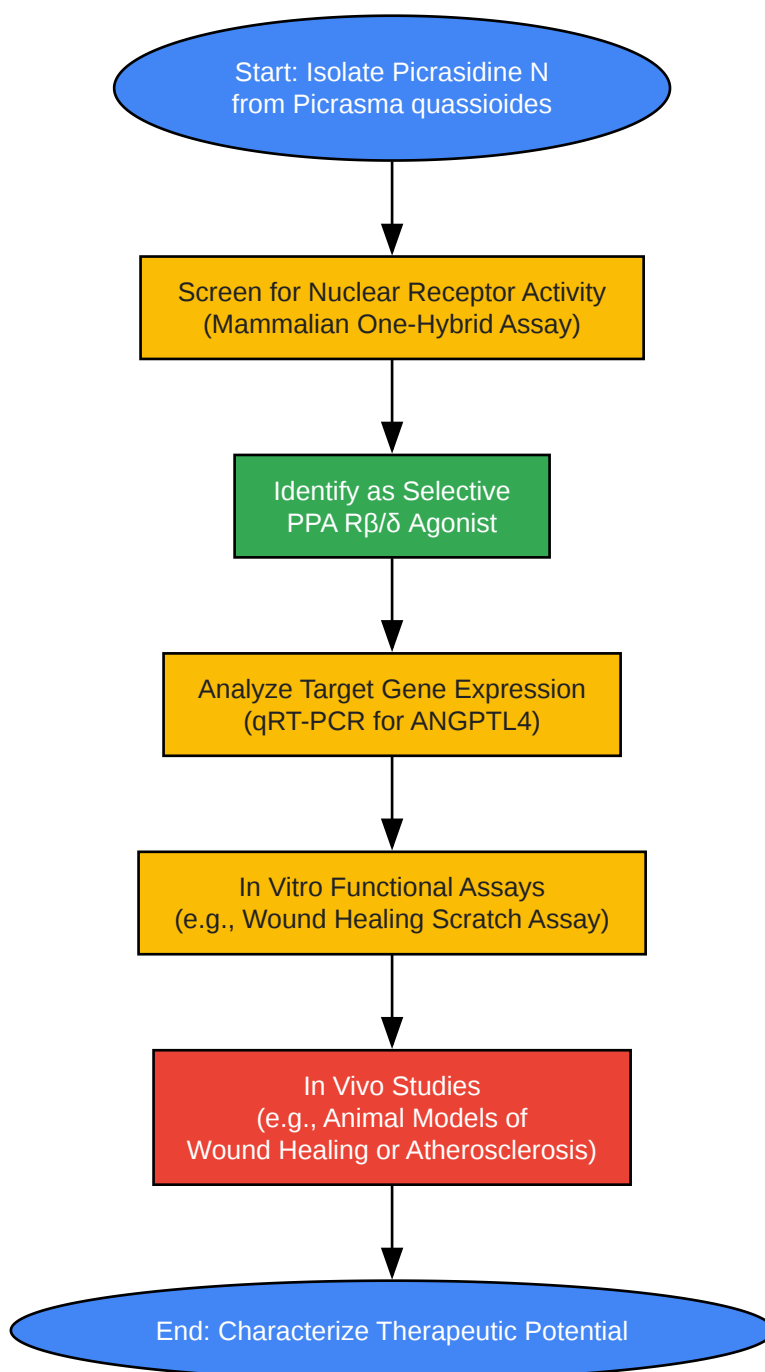 Start: Isolate Picrasidine N
from Picrasma quassioides
Screen for Nuclear Receptor Activity
(Mammalian One-Hybrid Assay)
Identify as Selective
PPA Rβ/δ Agonist
Analyze Target Gene Expression
(qRT-PCR for ANGPTL4)
In Vitro Functional Assays
(e.g., Wound Healing Scratch Assay)
In Vivo Studies
(e.g., Animal Models of
Wound Healing or Atherosclerosis)
End: Characterize Therapeutic Potential